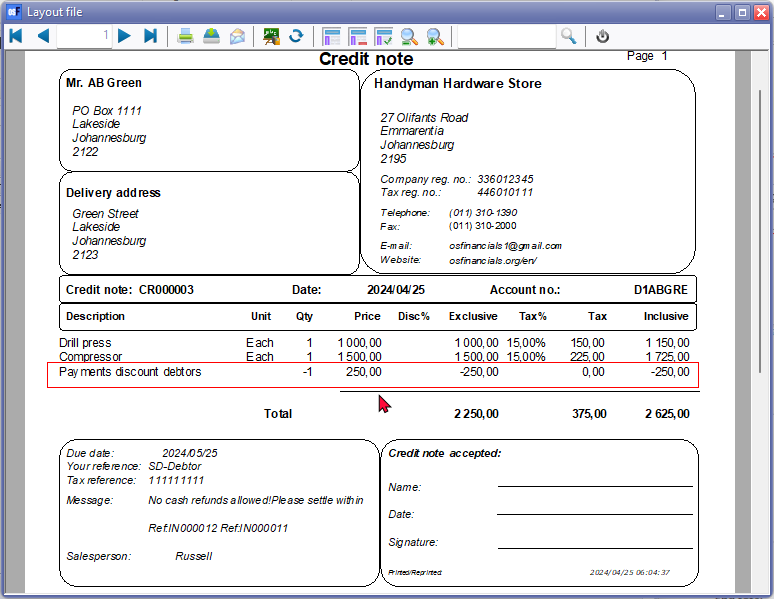 Layout file
1
Credit note
Page 1
Mr. AB Green
PO Box 1111
Lakeside
Johannesburg
2122
Handyman Hardware Store
27 Olifants Road
Emmarentia
Johannesburg
2195
Company reg. no.: 336012345
Tax reg. no.: 446010111
Telephone: (011) 310-1390
Fax: (011) 310-2000
E-mail: osfinancials1@gmail.com
Website: osfinancials.org/en/
Delivery address
Green Street
Lakeside
Johannesburg
2123
Credit note: CR000003 Date: 2024/04/25 Account no.: D1ABGRE
Description Unit Qty Price Disc% Exclusive Tax% Tax Inclusive
Drill press Each 1 1 000,00 1 000,00 15,00% 150,00 1 150,00
Compressor Each 1 1 500,00 1 500,00 15,00% 225,00 1 725,00
Payments discount debtors -1 250,00 -250,00 0,00 -250,00
Total 2 250,00 375,00 2 625,00
Due date: 2024/05/25
Your reference: SD-Debtor
Tax reference: 111111111
Message: No cash refunds allowed!Please settle within
Ref:IN000012 Ref:IN000011
Salesperson: Russell
Credit note accepted:
Name:
Date:
Signature:
Printed/Reprinted: 2024/04/25 06:04:37